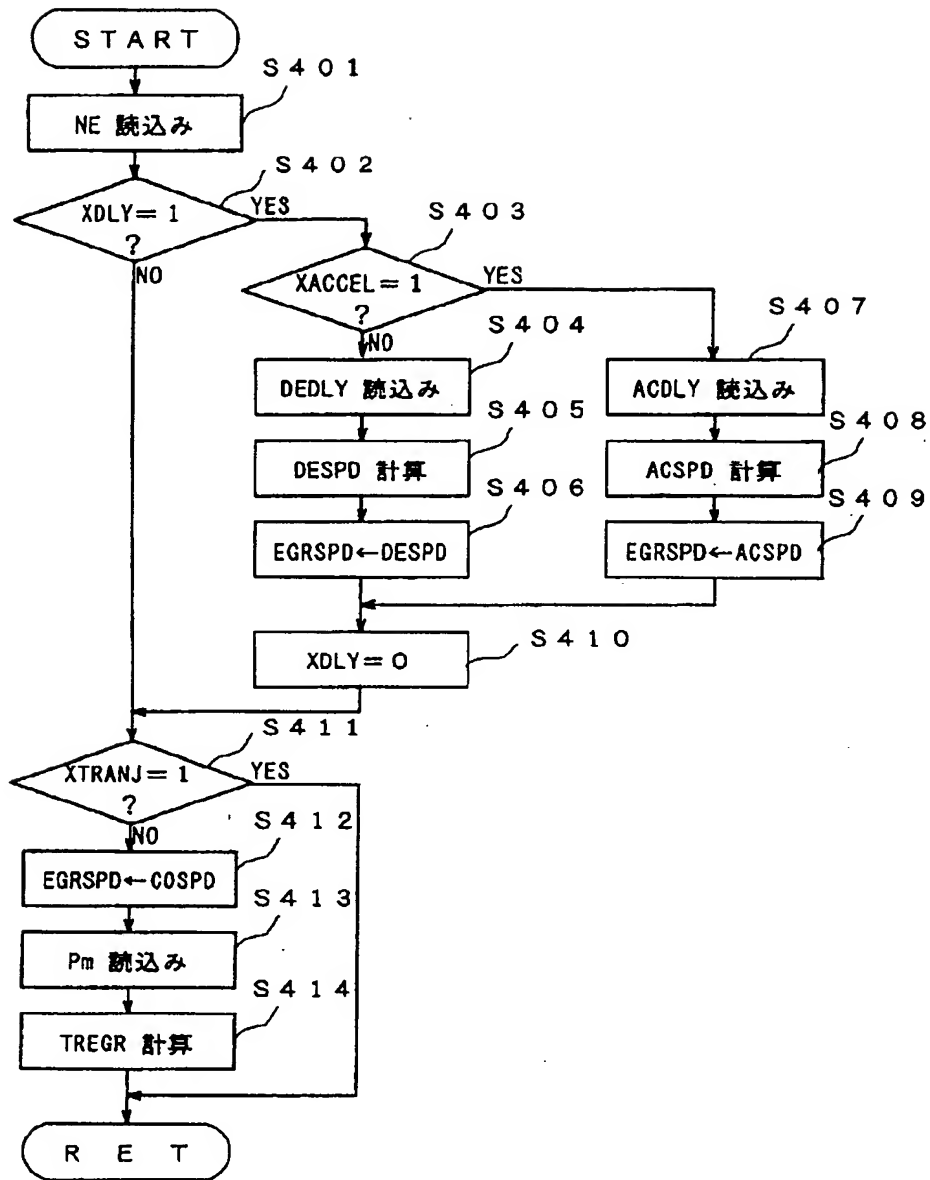 START
S401
NE 読込み
S402
XDLY=1
?
YES
NO
S403
XACCEL=1
?
YES
NO
S404
DEDLY 読込み
S405
DESPD 計算
S406
EGRSPD←DESPD
S407
ACDLY 読込み
S408
ACSPD 計算
S409
EGRSPD←ACSPD
S410
XDLY=0
S411
XTRANJ=1
?
YES
NO
S412
EGRSPD←COSPD
S413
Pm 読込み
S414
TREGR 計算
RET